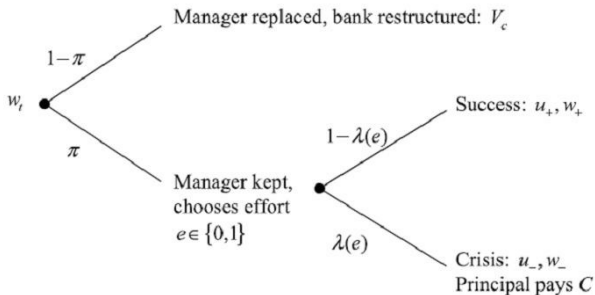 Manager replaced, bank restructured: V_c
1−π
w_t
π
Success: u_+, w_+
1−λ(e)
Manager kept,
chooses effort
e ∈ {0,1}
λ(e)
Crisis: u_−, w_−
Principal pays C